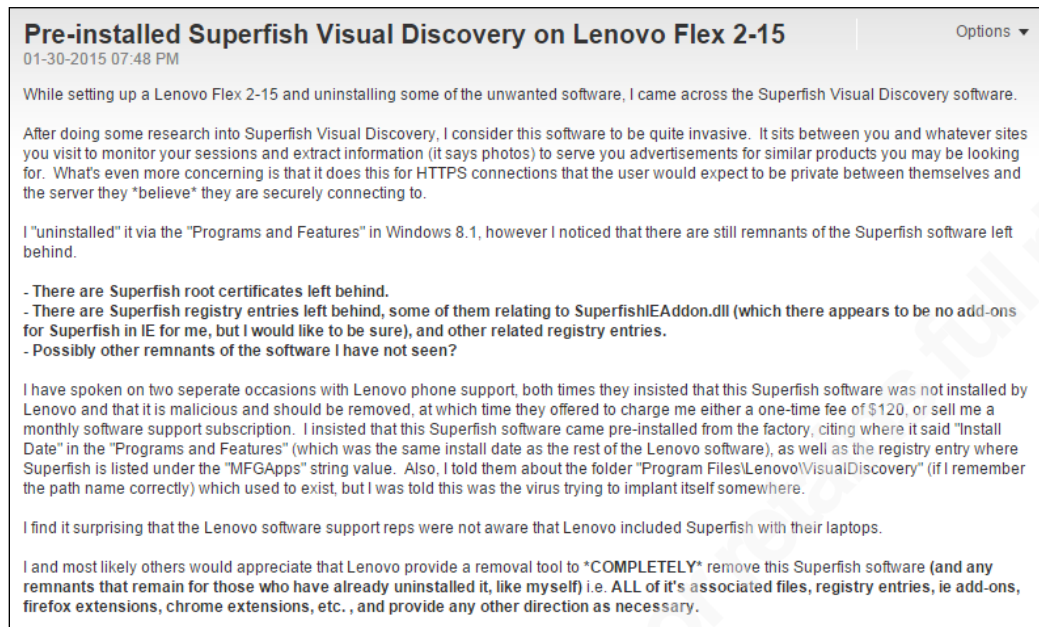 Pre-installed Superfish Visual Discovery on Lenovo Flex 2-15
Options ▼
01-30-2015 07:48 PM
While setting up a Lenovo Flex 2-15 and uninstalling some of the unwanted software, I came across the Superfish Visual Discovery software.
After doing some research into Superfish Visual Discovery, I consider this software to be quite invasive.  It sits between you and whatever sites
you visit to monitor your sessions and extract information (it says photos) to serve you advertisements for similar products you may be looking
for.  What's even more concerning is that it does this for HTTPS connections that the user would expect to be private between themselves and
the server they *believe* they are securely connecting to.
I "uninstalled" it via the "Programs and Features" in Windows 8.1, however I noticed that there are still remnants of the Superfish software left
behind.
- There are Superfish root certificates left behind.
- There are Superfish registry entries left behind, some of them relating to SuperfishIEAddon.dll (which there appears to be no add-ons
for Superfish in IE for me, but I would like to be sure), and other related registry entries.
- Possibly other remnants of the software I have not seen?
I have spoken on two seperate occasions with Lenovo phone support, both times they insisted that this Superfish software was not installed by
Lenovo and that it is malicious and should be removed, at which time they offered to charge me either a one-time fee of $120, or sell me a
monthly software support subscription.  I insisted that this Superfish software came pre-installed from the factory, citing where it said "Install
Date" in the "Programs and Features" (which was the same install date as the rest of the Lenovo software), as well as the registry entry where
Superfish is listed under the "MFGApps" string value.  Also, I told them about the folder "Program Files\Lenovo\VisualDiscovery" (if I remember
the path name correctly) which used to exist, but I was told this was the virus trying to implant itself somewhere.
I find it surprising that the Lenovo software support reps were not aware that Lenovo included Superfish with their laptops.
I and most likely others would appreciate that Lenovo provide a removal tool to *COMPLETELY* remove this Superfish software (and any
remnants that remain for those who have already uninstalled it, like myself) i.e. ALL of it's associated files, registry entries, ie add-ons,
firefox extensions, chrome extensions, etc. , and provide any other direction as necessary.